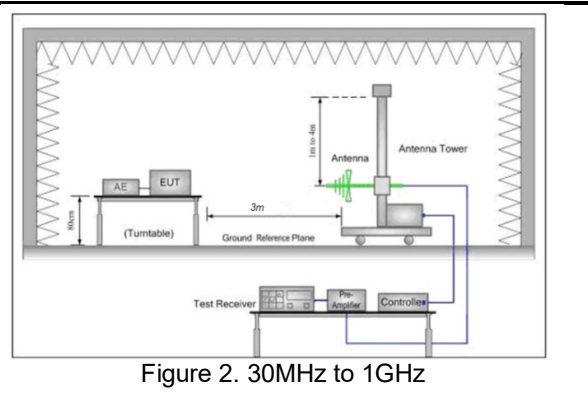 1m to 4m
Antenna
Antenna Tower
AE
EUT
80cm
3m
(Turntable)
Ground Reference Plane
Test Receiver
Pre-
Amplifier
Controller
Figure 2. 30MHz to 1GHz